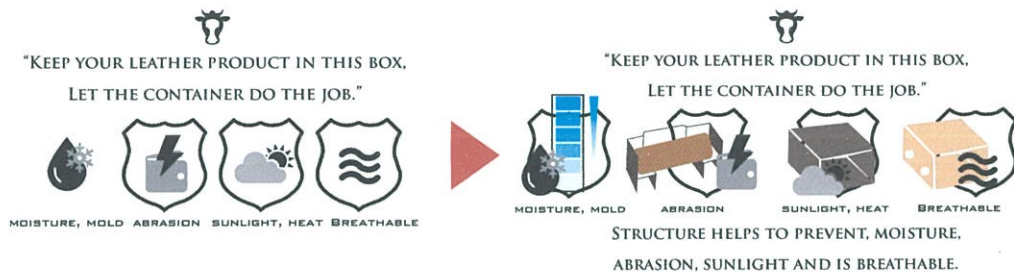 “KEEP YOUR LEATHER PRODUCT IN THIS BOX,
LET THE CONTAINER DO THE JOB.”
MOISTURE, MOLD ABRASION SUNLIGHT, HEAT BREATHABLE
“KEEP YOUR LEATHER PRODUCT IN THIS BOX,
LET THE CONTAINER DO THE JOB.”
MOISTURE, MOLD ABRASION SUNLIGHT, HEAT BREATHABLE
STRUCTURE HELPS TO PREVENT, MOISTURE,
ABRASION, SUNLIGHT AND IS BREATHABLE.